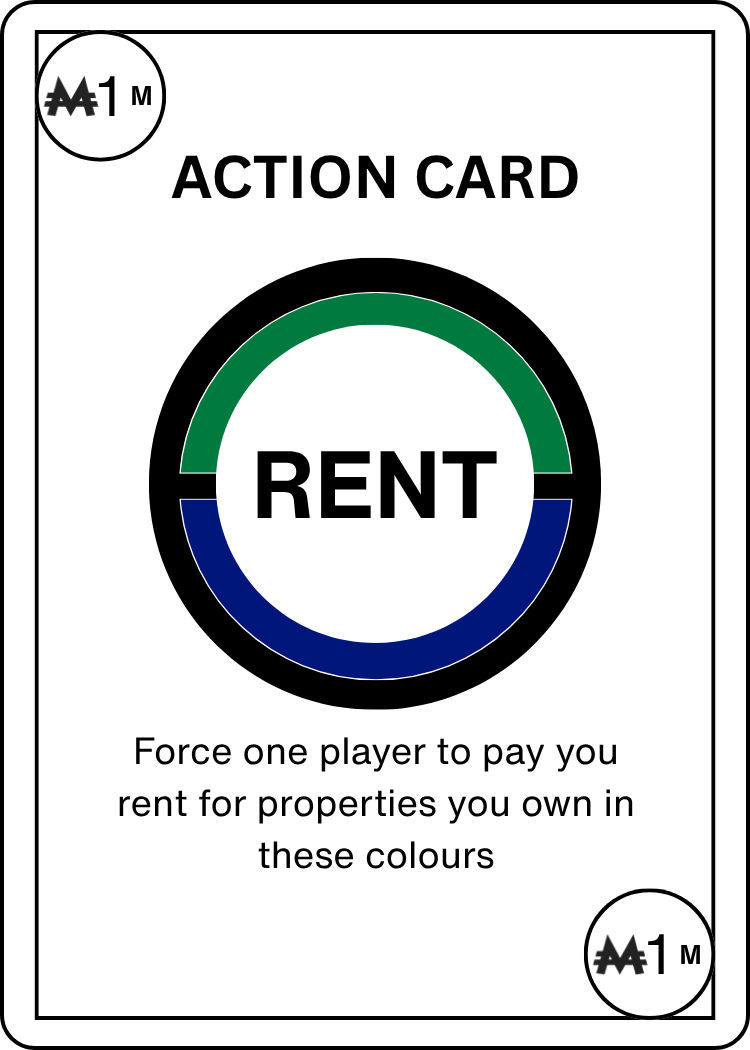 ₩1 M
ACTION CARD
RENT
Force one player to pay you
rent for properties you own in
these colours
₩1 M